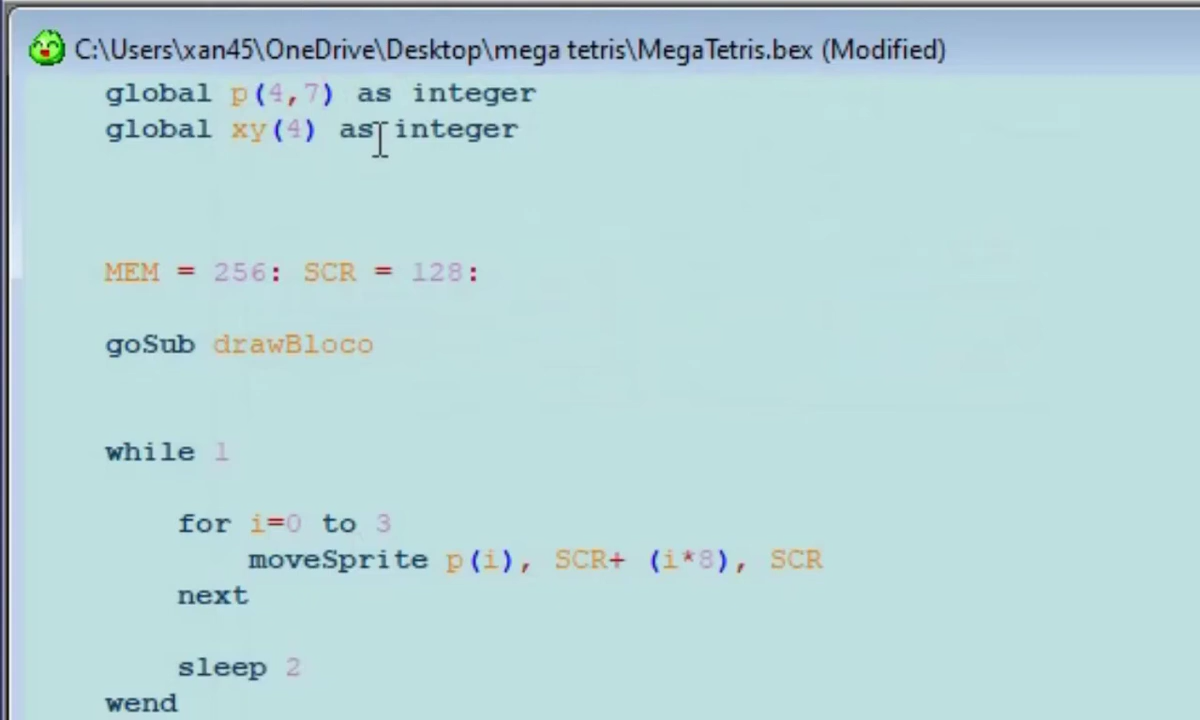 C:\Users\xan45\OneDrive\Desktop\mega tetris\MegaTetris.bex (Modified)
global p(4,7) as integer
global xy(4) as integer
MEM = 256: SCR = 128:
goSub drawBloco
while 1
for i=0 to 3
moveSprite p(i), SCR+ (i*8), SCR
next
sleep 2
wend